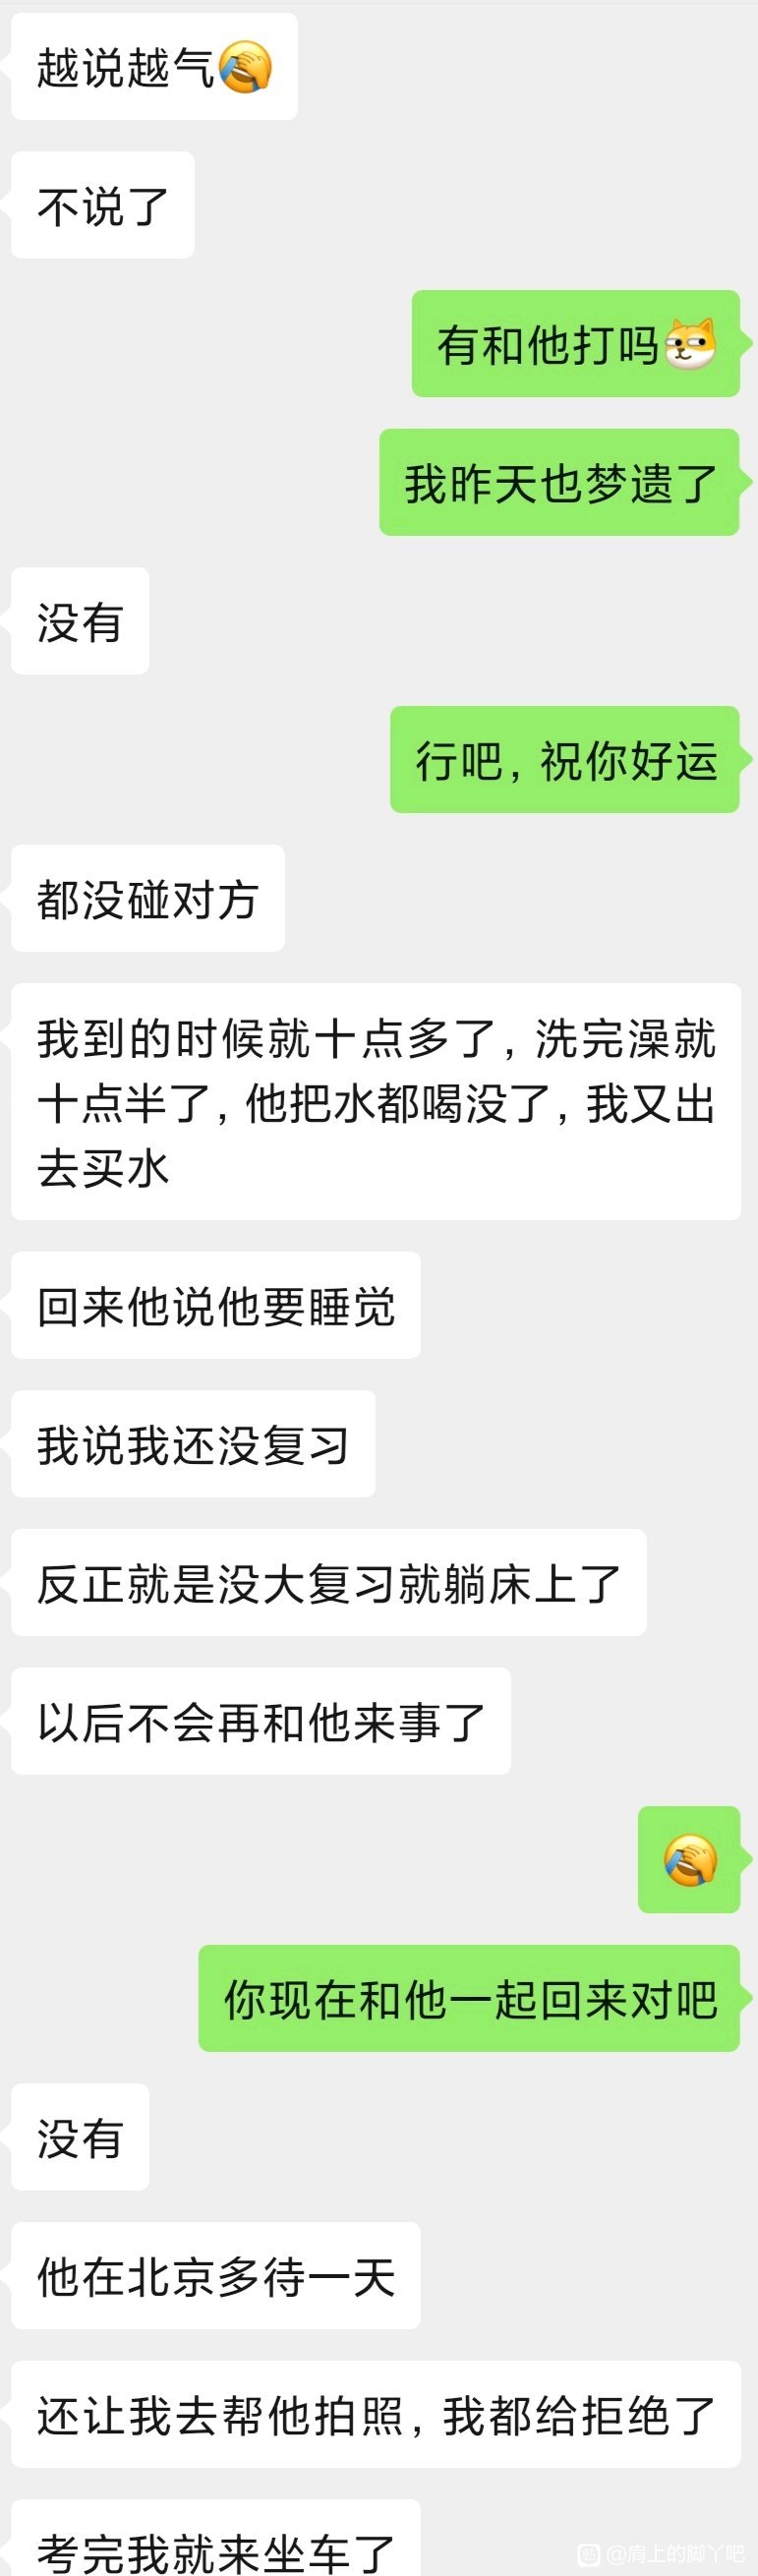 越说越气🤦
不说了
有和他打吗
我昨天也梦遗了
没有
行吧，祝你好运
都没碰对方
我到的时候就十点多了，洗完澡就
十点半了，他把水都喝没了，我又出
去买水
回来他说他要睡觉
我说我还没复习
反正就是没大复习就躺床上了
以后不会再和他来事了
你现在和他一起回来对吧
没有
他在北京多待一天
还让我去帮他拍照，我都给拒绝了
考完我就来坐车了
贴 @肩上的脚丫吧